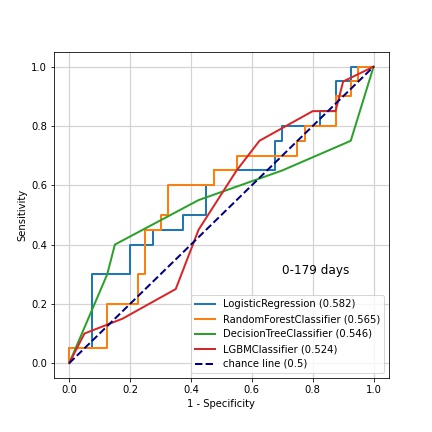 1.0
0.8
0.6
0.4
0.2
0.0
Sensitivity
0-179 days
LogisticRegression (0.582)
RandomForestClassifier (0.565)
DecisionTreeClassifier (0.546)
LGBMClassifier (0.524)
chance line (0.5)
0.0 0.2 0.4 0.6 0.8 1.0
1 - Specificity